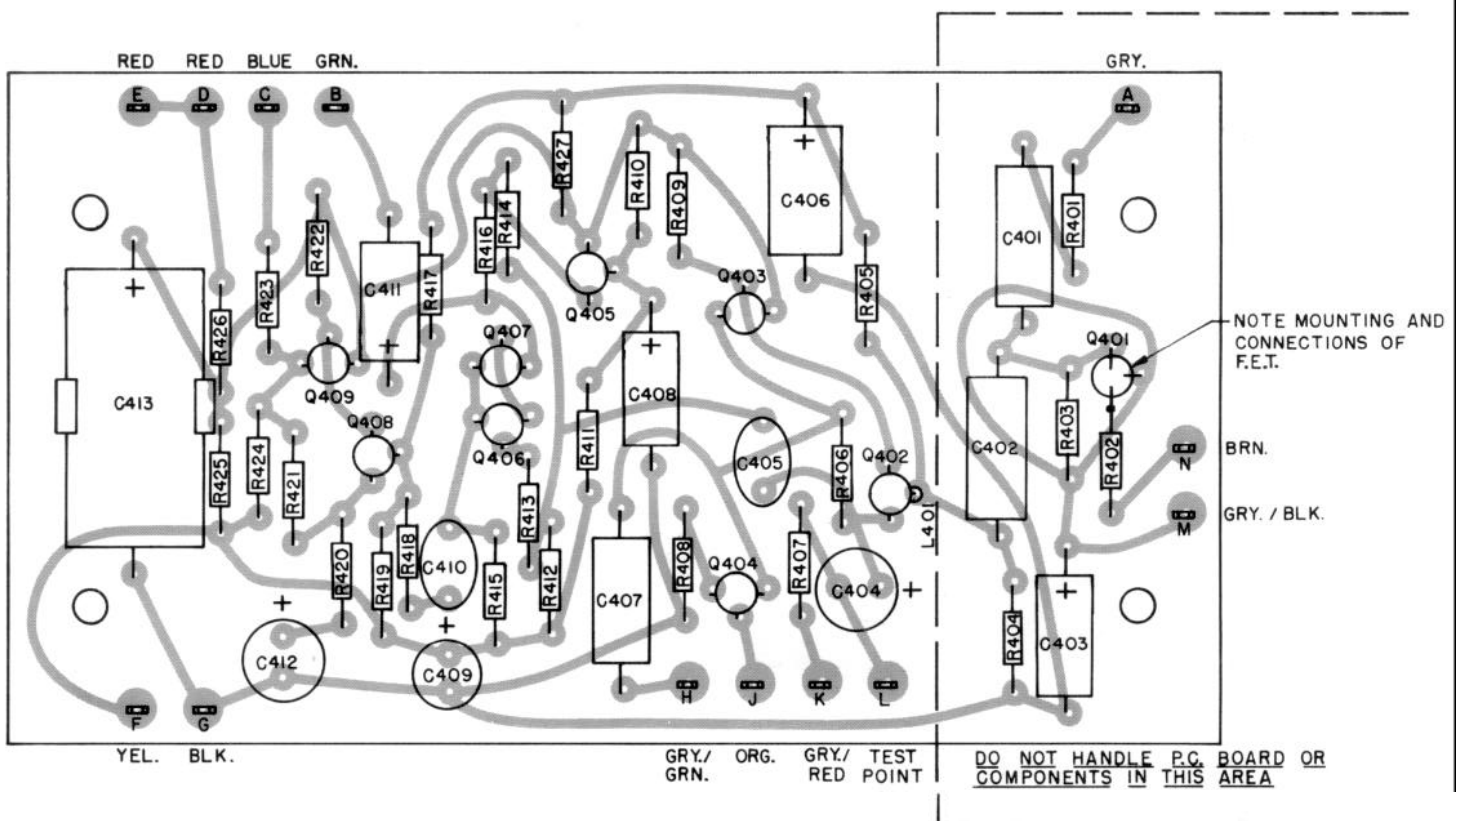 RED RED BLUE GRN. GRY.
E D C B A
R427
R410
R409
+
C406
R401
C401
R414
R416
R422
R417
C411
R423
Q403
R405
Q405
+
R426
Q407
Q401
NOTE MOUNTING AND
CONNECTIONS OF
F.E.T.
+
+
C413
Q409
C408
Q408
R403
R411
C402
R402
Q406
C405
R406
Q402
R424
R425
R421
BRN.
N
R413
GRY. / BLK.
M
L401
R418
R420
R419
C410
R415
R412
R408
Q404
R407
C407
C404 +
+
R404
C403
+
C412
+
C409
H J K L
F G
YEL. BLK.
GRY./ ORG. GRY./ TEST
GRN. RED POINT
DO NOT HANDLE P.C. BOARD OR
COMPONENTS IN THIS AREA